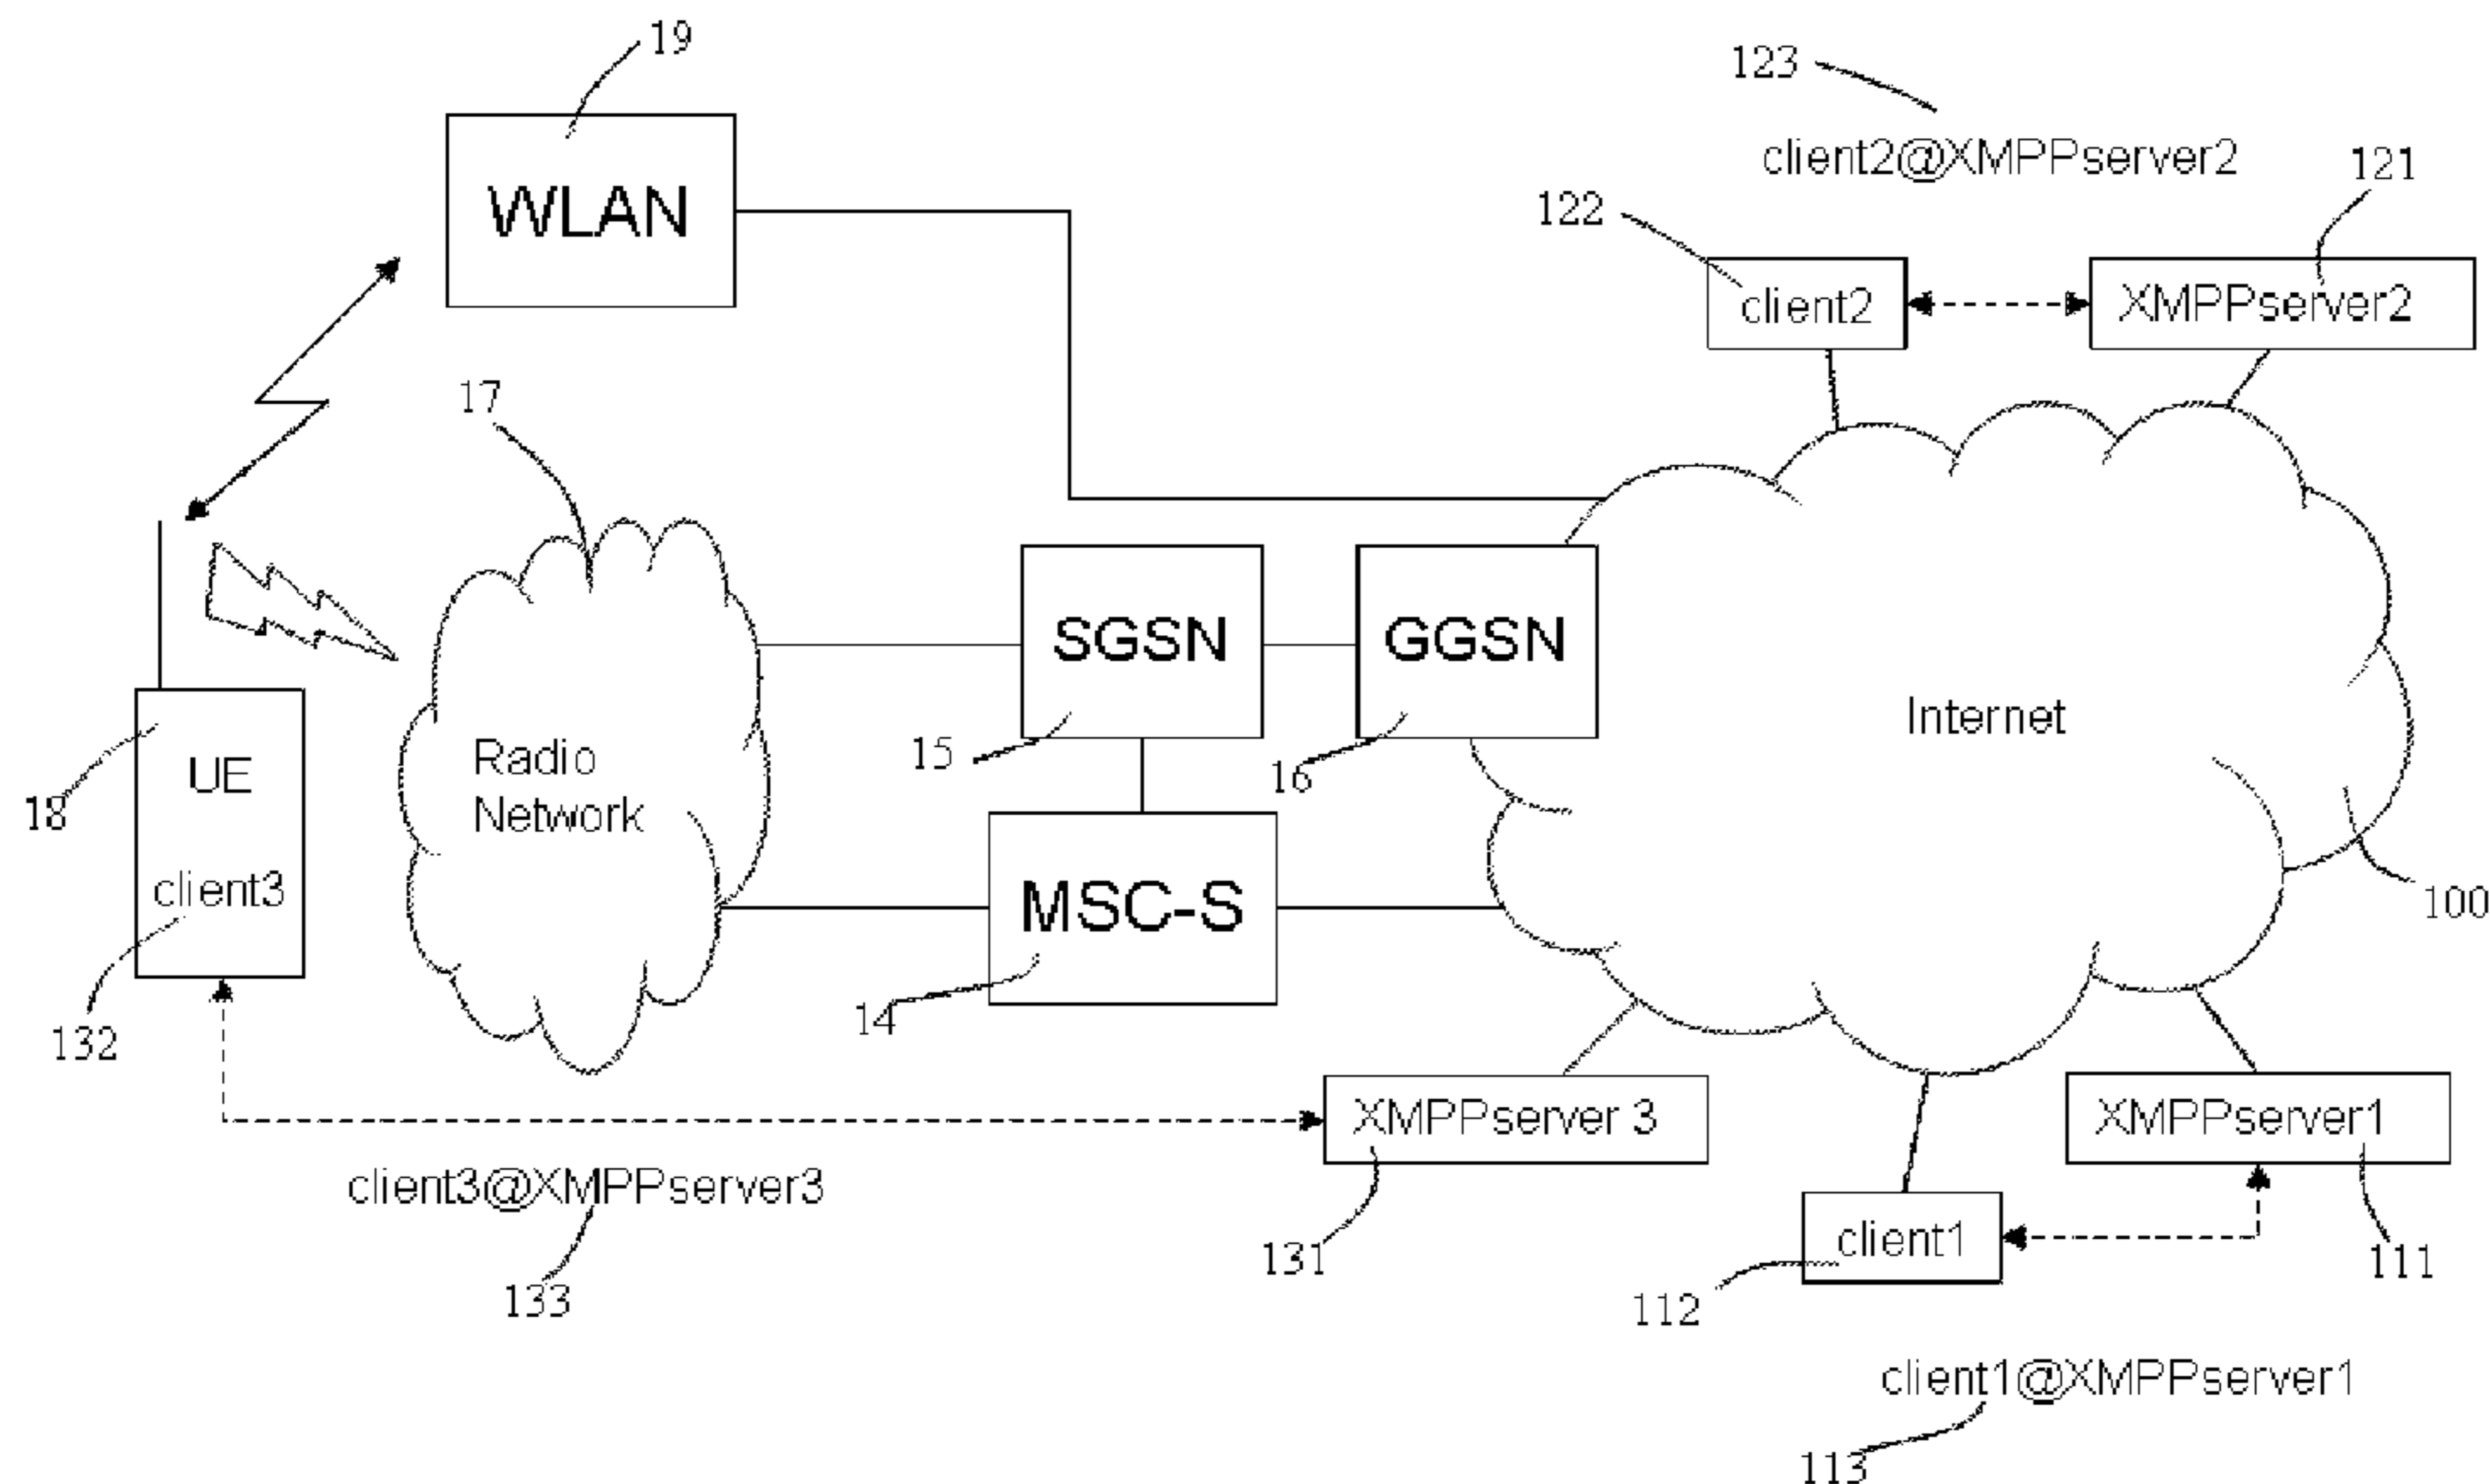 19
123
WLAN
client2@XMPPserver2
121
122
client2
XMPPserver2
17
SGSN
GGSN
Internet
15
16
18
UE
Radio
Network
client3
MSC-S
100
14
132
XMPPserver 3
XMPPserver1
client3@XMPPserver3
133
131
client1
111
112
client1@XMPPserver1
113